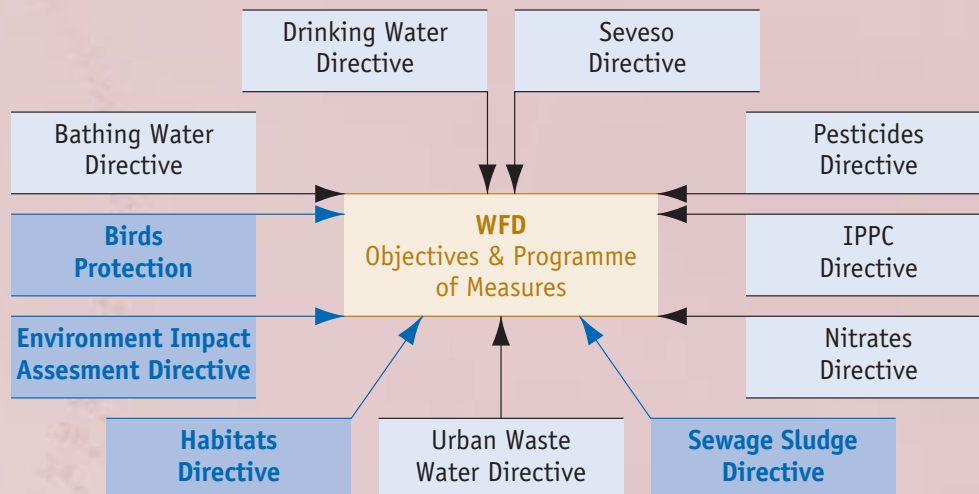 Drinking Water
Directive
Seveso
Directive
Bathing Water
Directive
Pesticides
Directive
Birds
Protection
WFD
Objectives & Programme
of Measures
IPPC
Directive
Environment Impact
Assesment Directive
Nitrates
Directive
Habitats
Directive
Urban Waste
Water Directive
Sewage Sludge
Directive